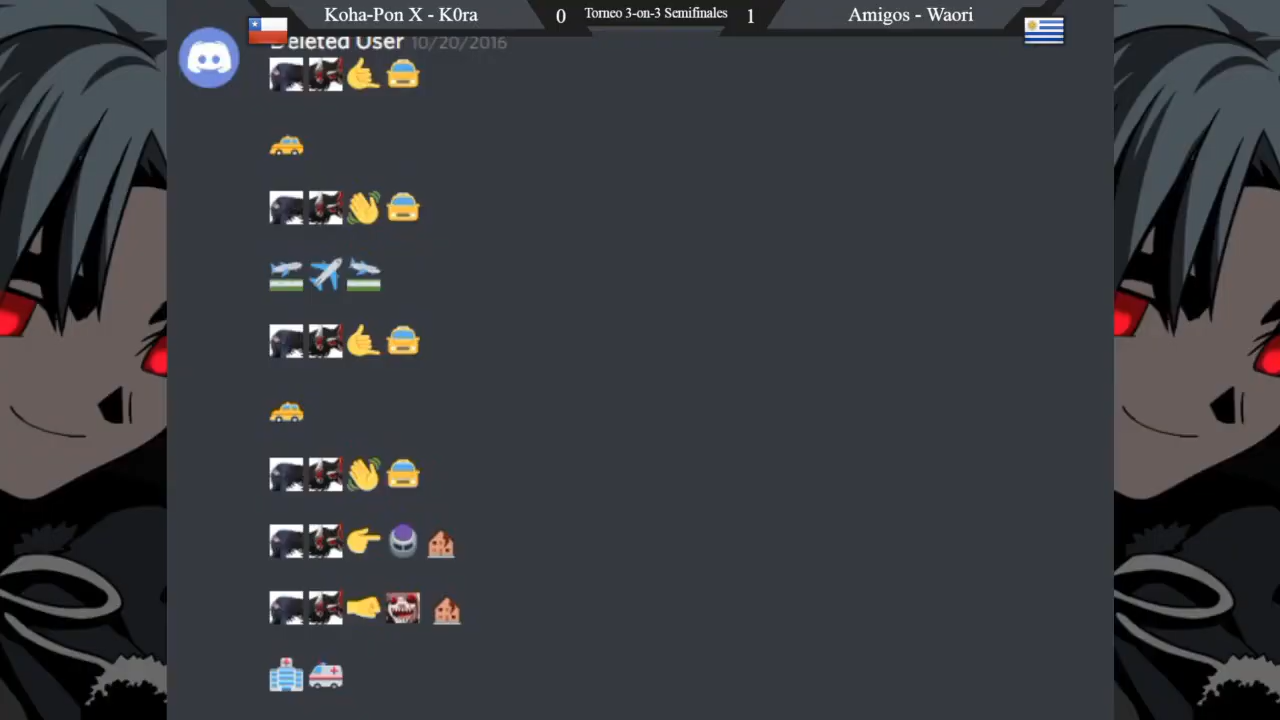 Koha-Pon X - K0ra 0 Torneo 3-on-3 Semifinales 1 Amigos - Waori
Deleted User 10/20/2016